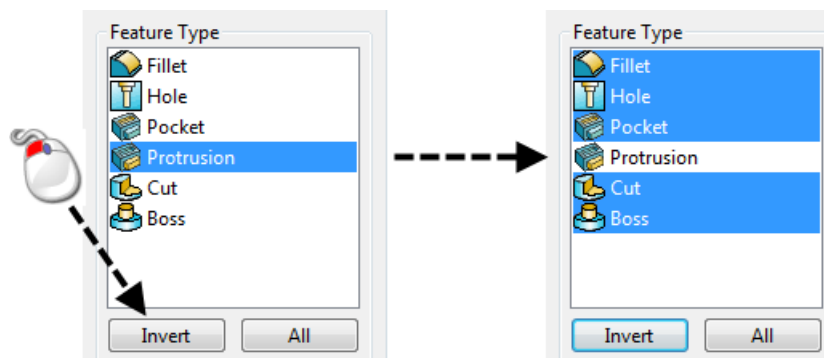 Feature Type
Fillet
Hole
Pocket
Protrusion
Cut
Boss
Invert All
Feature Type
Fillet
Hole
Pocket
Protrusion
Cut
Boss
Invert All